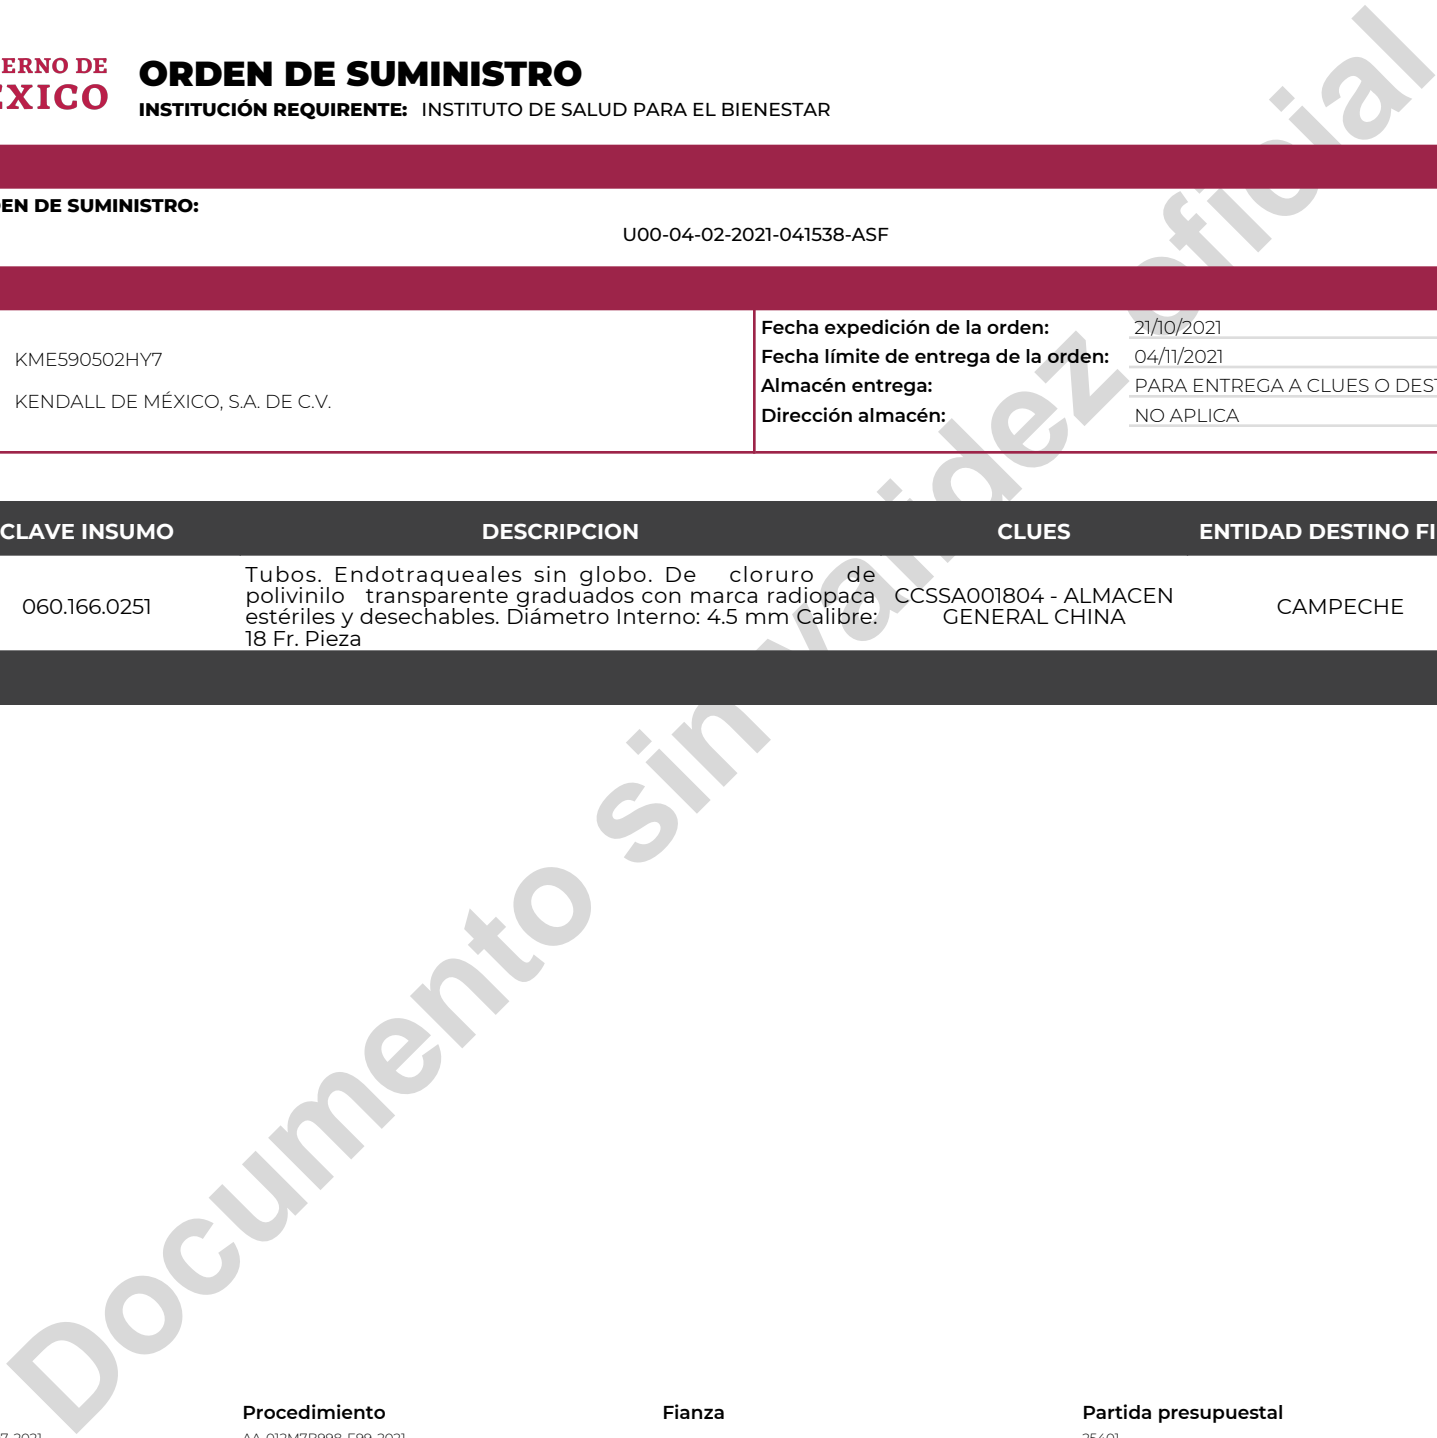 ERNO DE
EXICO
ORDEN DE SUMINISTRO
INSTITUCIÓN REQUIRENTE: INSTITUTO DE SALUD PARA EL BIENESTAR
EN DE SUMINISTRO:
U00-04-02-2021-041538-ASF
KME590502HY7
KENDALL DE MÉXICO, S.A. DE C.V.
Fecha expedición de la orden: 21/10/2021
Fecha límite de entrega de la orden: 04/11/2021
Almacén entrega: PARA ENTREGA A CLUES O DEST
Dirección almacén: NO APLICA
CLAVE INSUMO DESCRIPCION CLUES ENTIDAD DESTINO FI
060.166.0251
Tubos. Endotraqueales sin globo. De cloruro de
polivinilo transparente graduados con marca radiopaca
estériles y desechables. Diámetro Interno: 4.5 mm Calibre:
18 Fr. Pieza
CCSSA001804 - ALMACEN
GENERAL CHINA
CAMPECHE
Documento sin validez oficial
Procedimiento Fianza Partida presupuestal